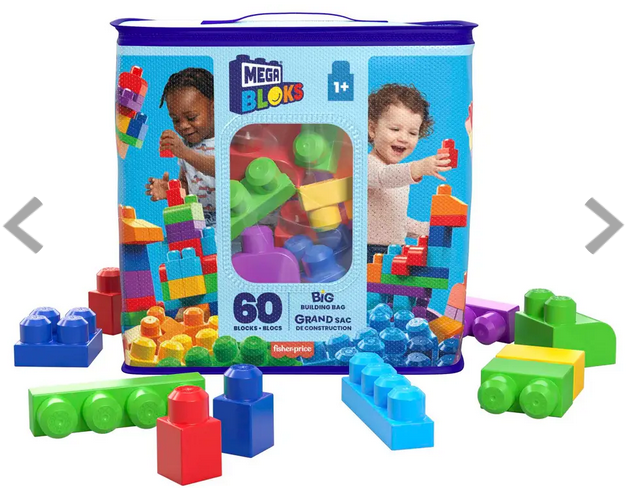 MEGA
BLOKS
1+
60
BLOCKS • BLOCS
BiG
BUILDING BAG
GRAND SAC
DE CONSTRUCTION
fisher-price